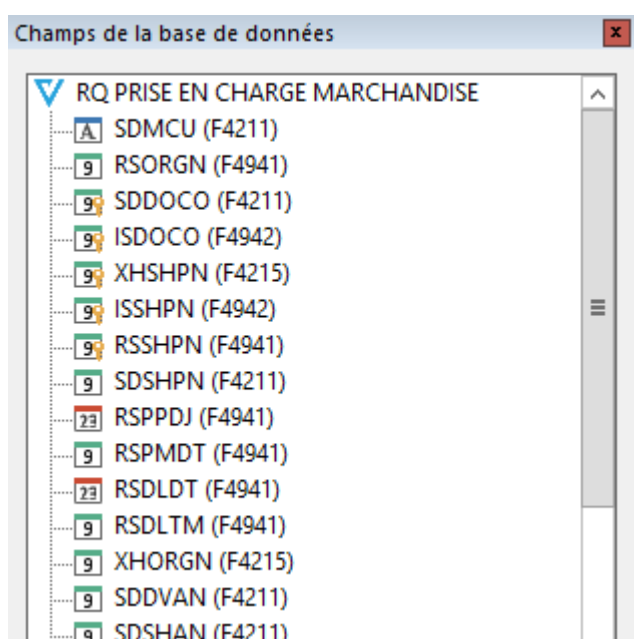 Champs de la base de données
RQ PRISE EN CHARGE MARCHANDISE
SDMCU (F4211)
RSORGN (F4941)
SDDOCO (F4211)
ISDOCO (F4942)
XHSHPN (F4215)
ISSHPN (F4942)
RSSHPN (F4941)
SDSHPN (F4211)
RSPPDJ (F4941)
RSPMDT (F4941)
RSDLDT (F4941)
RSDLTM (F4941)
XHORGN (F4215)
SDDVAN (F4211)
SDSHAN (F4211)